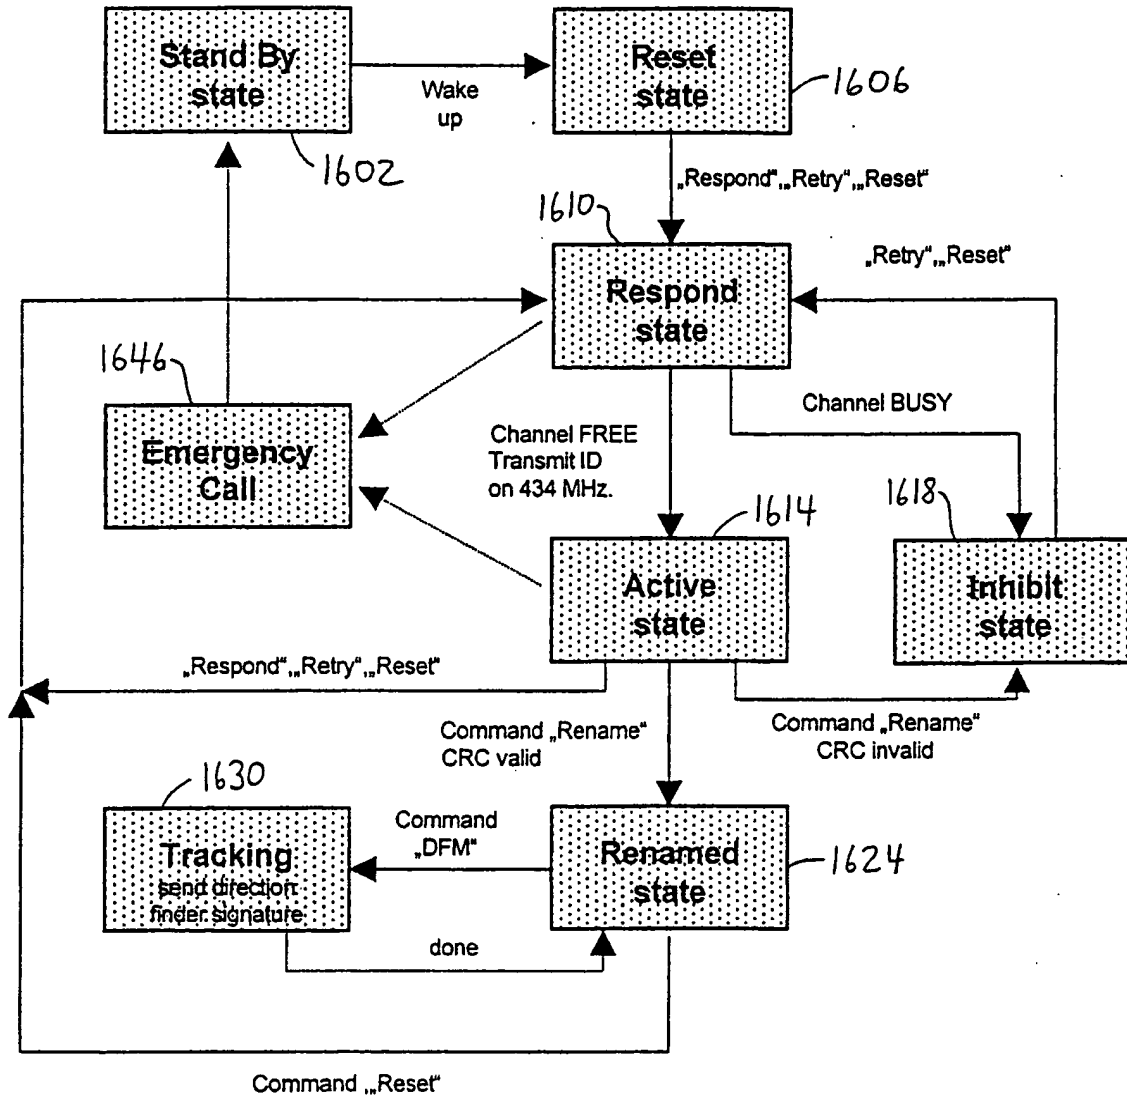 Stand By
state
Wake
up
Reset
state
1606
1602
„Respond“„Retry“„Reset“
1610
„Retry“„Reset“
Respond
state
1646
Channel BUSY
Emergency
Call
Channel FREE
Transmit ID
on 434 MHz.
1614
1618
Active
state
Inhibit
state
„Respond“„Retry“„Reset“
Command „Rename“
CRC valid
Command „Rename“
CRC invalid
1630
Tracking
send direction
finder signature
Command
„DFM“
Renamed
state
1624
done
Command „Reset“